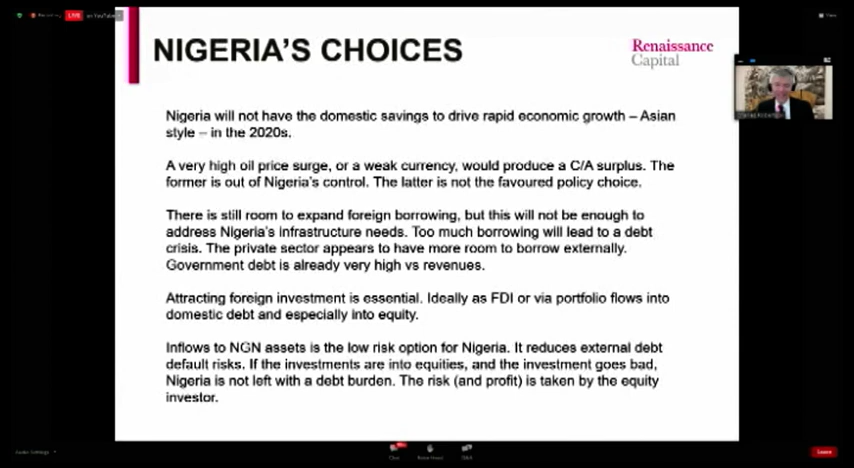 LIVE
on YouTube
NIGERIA'S CHOICES
Renaissance
Capital
Nigeria will not have the domestic savings to drive rapid economic growth – Asian
style – in the 2020s.
A very high oil price surge, or a weak currency, would produce a C/A surplus. The
former is out of Nigeria's control. The latter is not the favoured policy choice.
There is still room to expand foreign borrowing, but this will not be enough to
address Nigeria's infrastructure needs. Too much borrowing will lead to a debt
crisis. The private sector appears to have more room to borrow externally.
Government debt is already very high vs revenues.
Attracting foreign investment is essential. Ideally as FDI or via portfolio flows into
domestic debt and especially into equity.
Inflows to NGN assets is the low risk option for Nigeria. It reduces external debt
default risks. If the investments are into equities, and the investment goes bad,
Nigeria is not left with a debt burden. The risk (and profit) is taken by the equity
investor.
Audio Settings
Chat
Raise Hand
Q&A
Leave